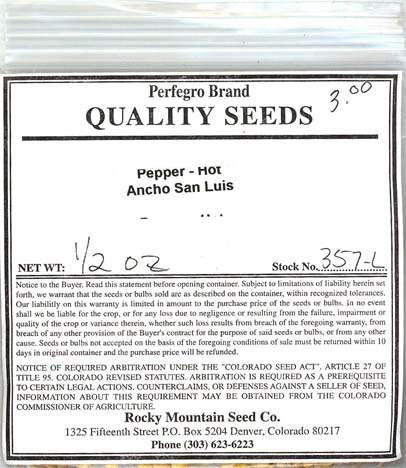 Perfegro Brand
3.00
QUALITY SEEDS
Pepper - Hot
Ancho San Luis
NET WT: 1/2 oz Stock No. 357-L
Notice to the Buyer. Read this statement before opening container. Subject to limitations of liability herein set
forth, we warrant that the seeds or bulbs sold are as described on the container, within recognized tolerances.
Our liability on this warranty is limited in amount to the purchase price of the seeds or bulbs. In no event
shall we be liable for the crop, or for any loss due to negligence or resulting from the failure, impairment or
quality of the crop or variance therein, whether such loss results from breach of the foregoing warranty, from
breach of any other provision of the Buyer's contract for the purpose of said seeds or bulbs, or from any other
cause. Seeds or bulbs not accepted on the basis of the foregoing conditions of sale must be returned within 10
days in original container and the purchase price will be refunded.
NOTICE OF REQUIRED ARBITRATION UNDER THE "COLORADO SEED ACT". ARTICLE 27 OF
TITLE 95. COLORADO REVISED STATUTES. ARBITRATION IS REQUIRED AS A PREREQUISITE
TO CERTAIN LEGAL ACTIONS. COUNTERCLAIMS, OR DEFENSES AGAINST A SELLER OF SEED,
INFORMATION ABOUT THIS REQUIREMENT MAY BE OBTAINED FROM THE COLORADO
COMMISSIONER OF AGRICULTURE.
Rocky Mountain Seed Co.
1325 Fifteenth Street P.O. Box 5204 Denver, Colorado 80217
Phone (303) 623-6223